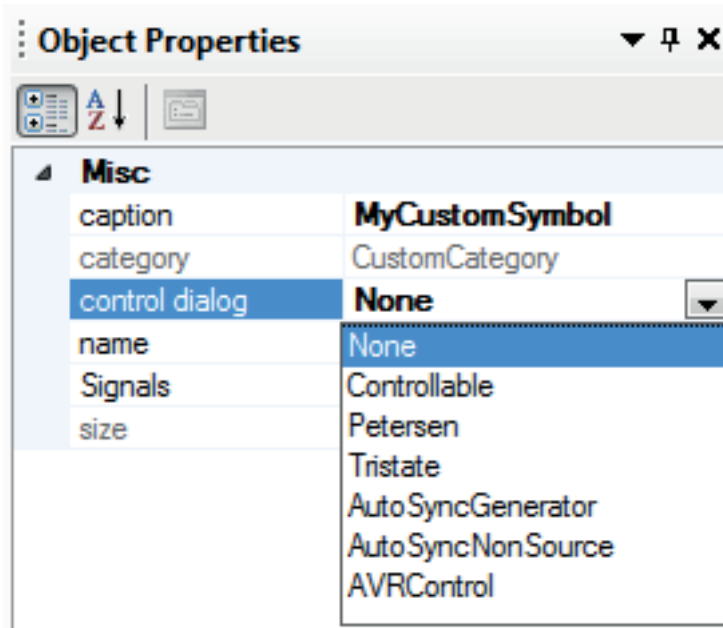 Object Properties
A
Z
Misc
caption MyCustomSymbol
category CustomCategory
control dialog None
name None
Signals Controllable
size Petersen
Tristate
AutoSyncGenerator
AutoSyncNonSource
AVRControl